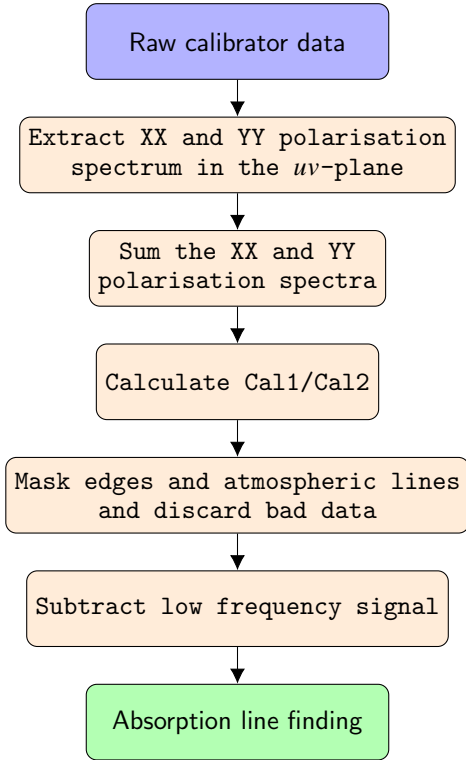 Raw calibrator data
Extract XX and YY polarisation
spectrum in the uv-plane
Sum the XX and YY
polarisation spectra
Calculate Cal1/Cal2
Mask edges and atmospheric lines
and discard bad data
Subtract low frequency signal
Absorption line finding